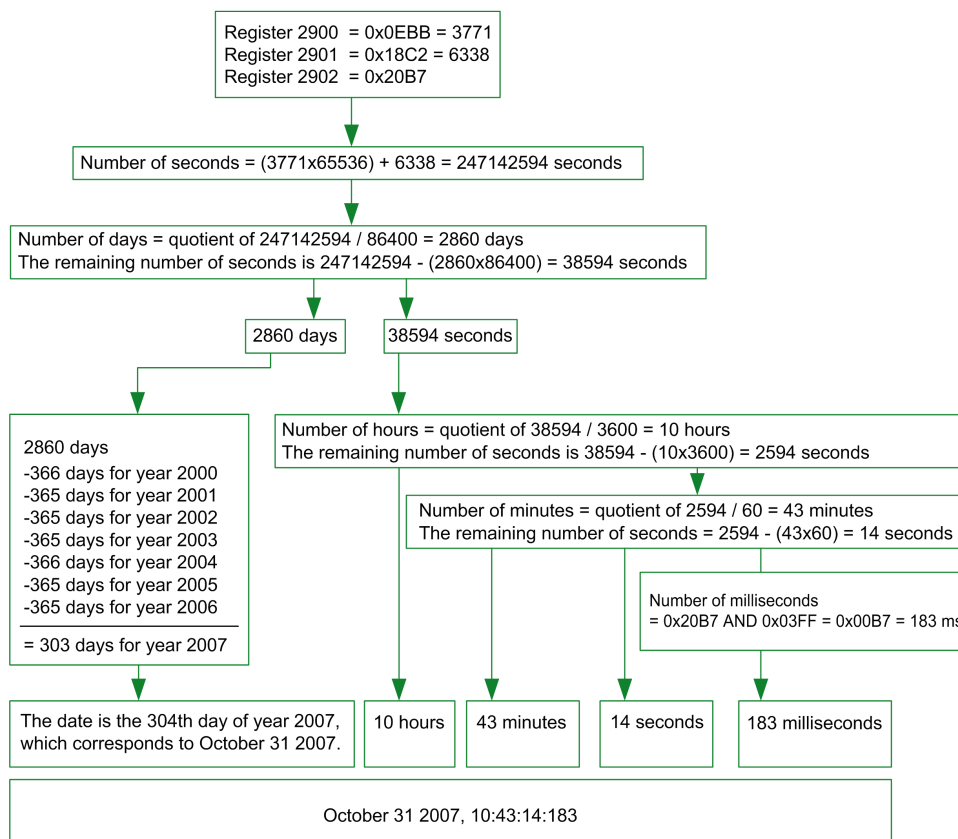 Register 2900 = 0x0EBB = 3771
Register 2901 = 0x18C2 = 6338
Register 2902 = 0x20B7
Number of seconds = (3771x65536) + 6338 = 247142594 seconds
Number of days = quotient of 247142594 / 86400 = 2860 days
The remaining number of seconds is 247142594 - (2860x86400) = 38594 seconds
2860 days
38594 seconds
2860 days
-366 days for year 2000
-365 days for year 2001
-365 days for year 2002
-365 days for year 2003
-366 days for year 2004
-365 days for year 2005
-365 days for year 2006
= 303 days for year 2007
Number of hours = quotient of 38594 / 3600 = 10 hours
The remaining number of seconds is 38594 - (10x3600) = 2594 seconds
Number of minutes = quotient of 2594 / 60 = 43 minutes
The remaining number of seconds = 2594 - (43x60) = 14 seconds
Number of milliseconds
= 0x20B7 AND 0x03FF = 0x00B7 = 183 ms
The date is the 304th day of year 2007,
which corresponds to October 31 2007.
10 hours
43 minutes
14 seconds
183 milliseconds
October 31 2007, 10:43:14:183